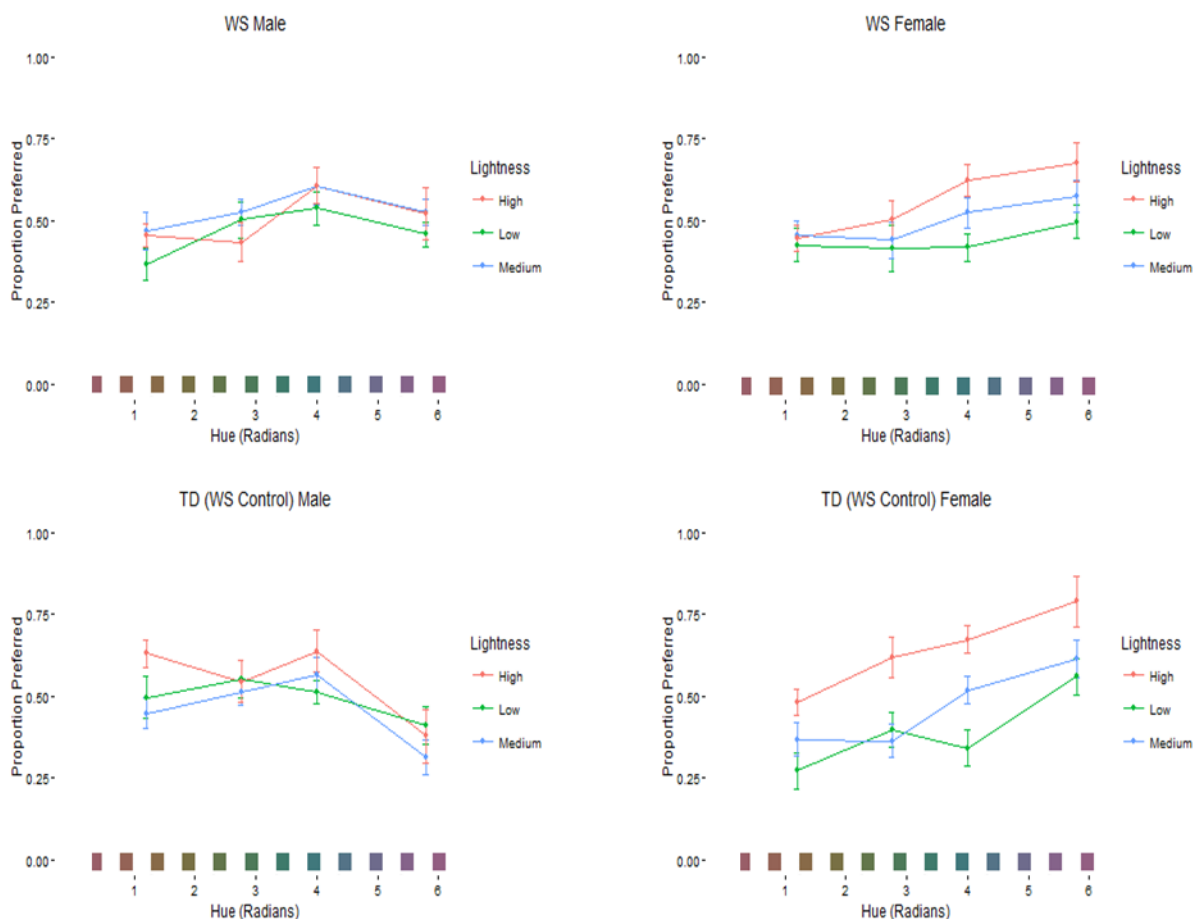 WS Male
1.00
0.75
0.50
0.25
0.00
Proportion Preferred
1 2 3 4 5 6
Hue (Radians)
Lightness
High
Low
Medium
WS Female
1.00
0.75
0.50
0.25
0.00
Proportion Preferred
1 2 3 4 5 6
Hue (Radians)
Lightness
High
Low
Medium
TD (WS Control) Male
1.00
0.75
0.50
0.25
0.00
Proportion Preferred
1 2 3 4 5 6
Hue (Radians)
Lightness
High
Low
Medium
TD (WS Control) Female
1.00
0.75
0.50
0.25
0.00
Proportion Preferred
1 2 3 4 5 6
Hue (Radians)
Lightness
High
Low
Medium